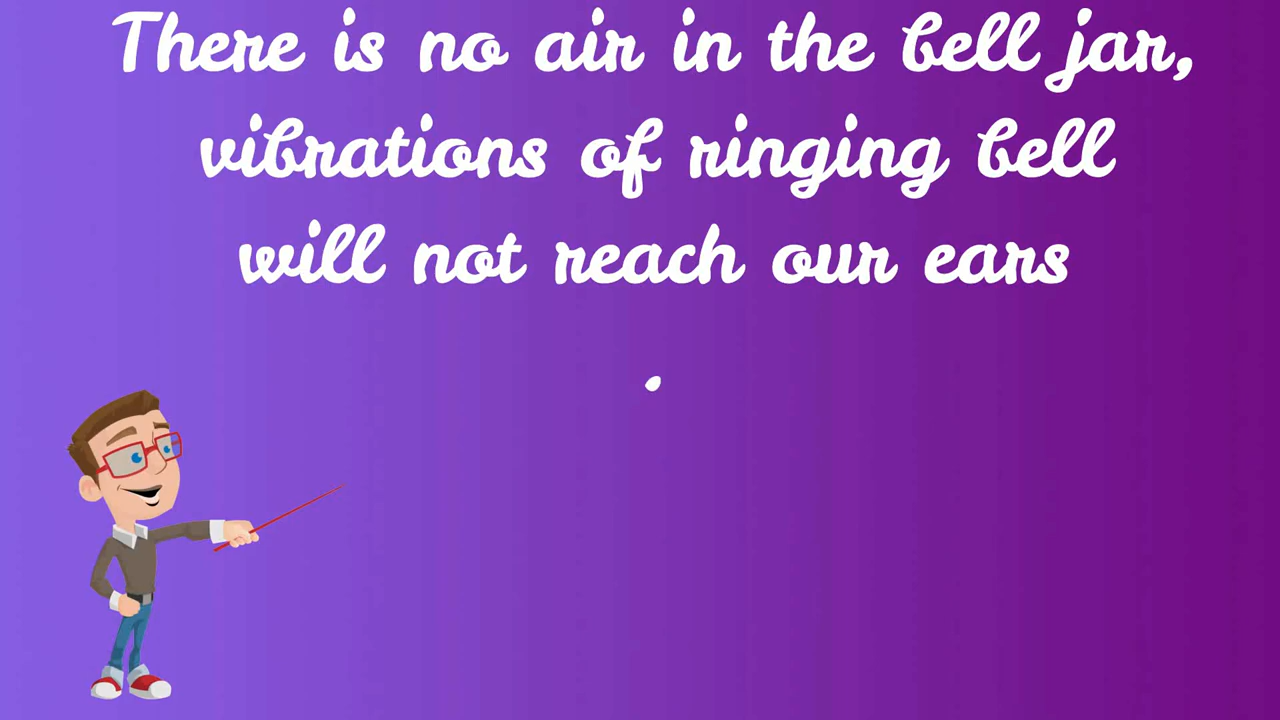 There is no air in the bell jar,
vibrations of ringing bell
will not reach our ears
.